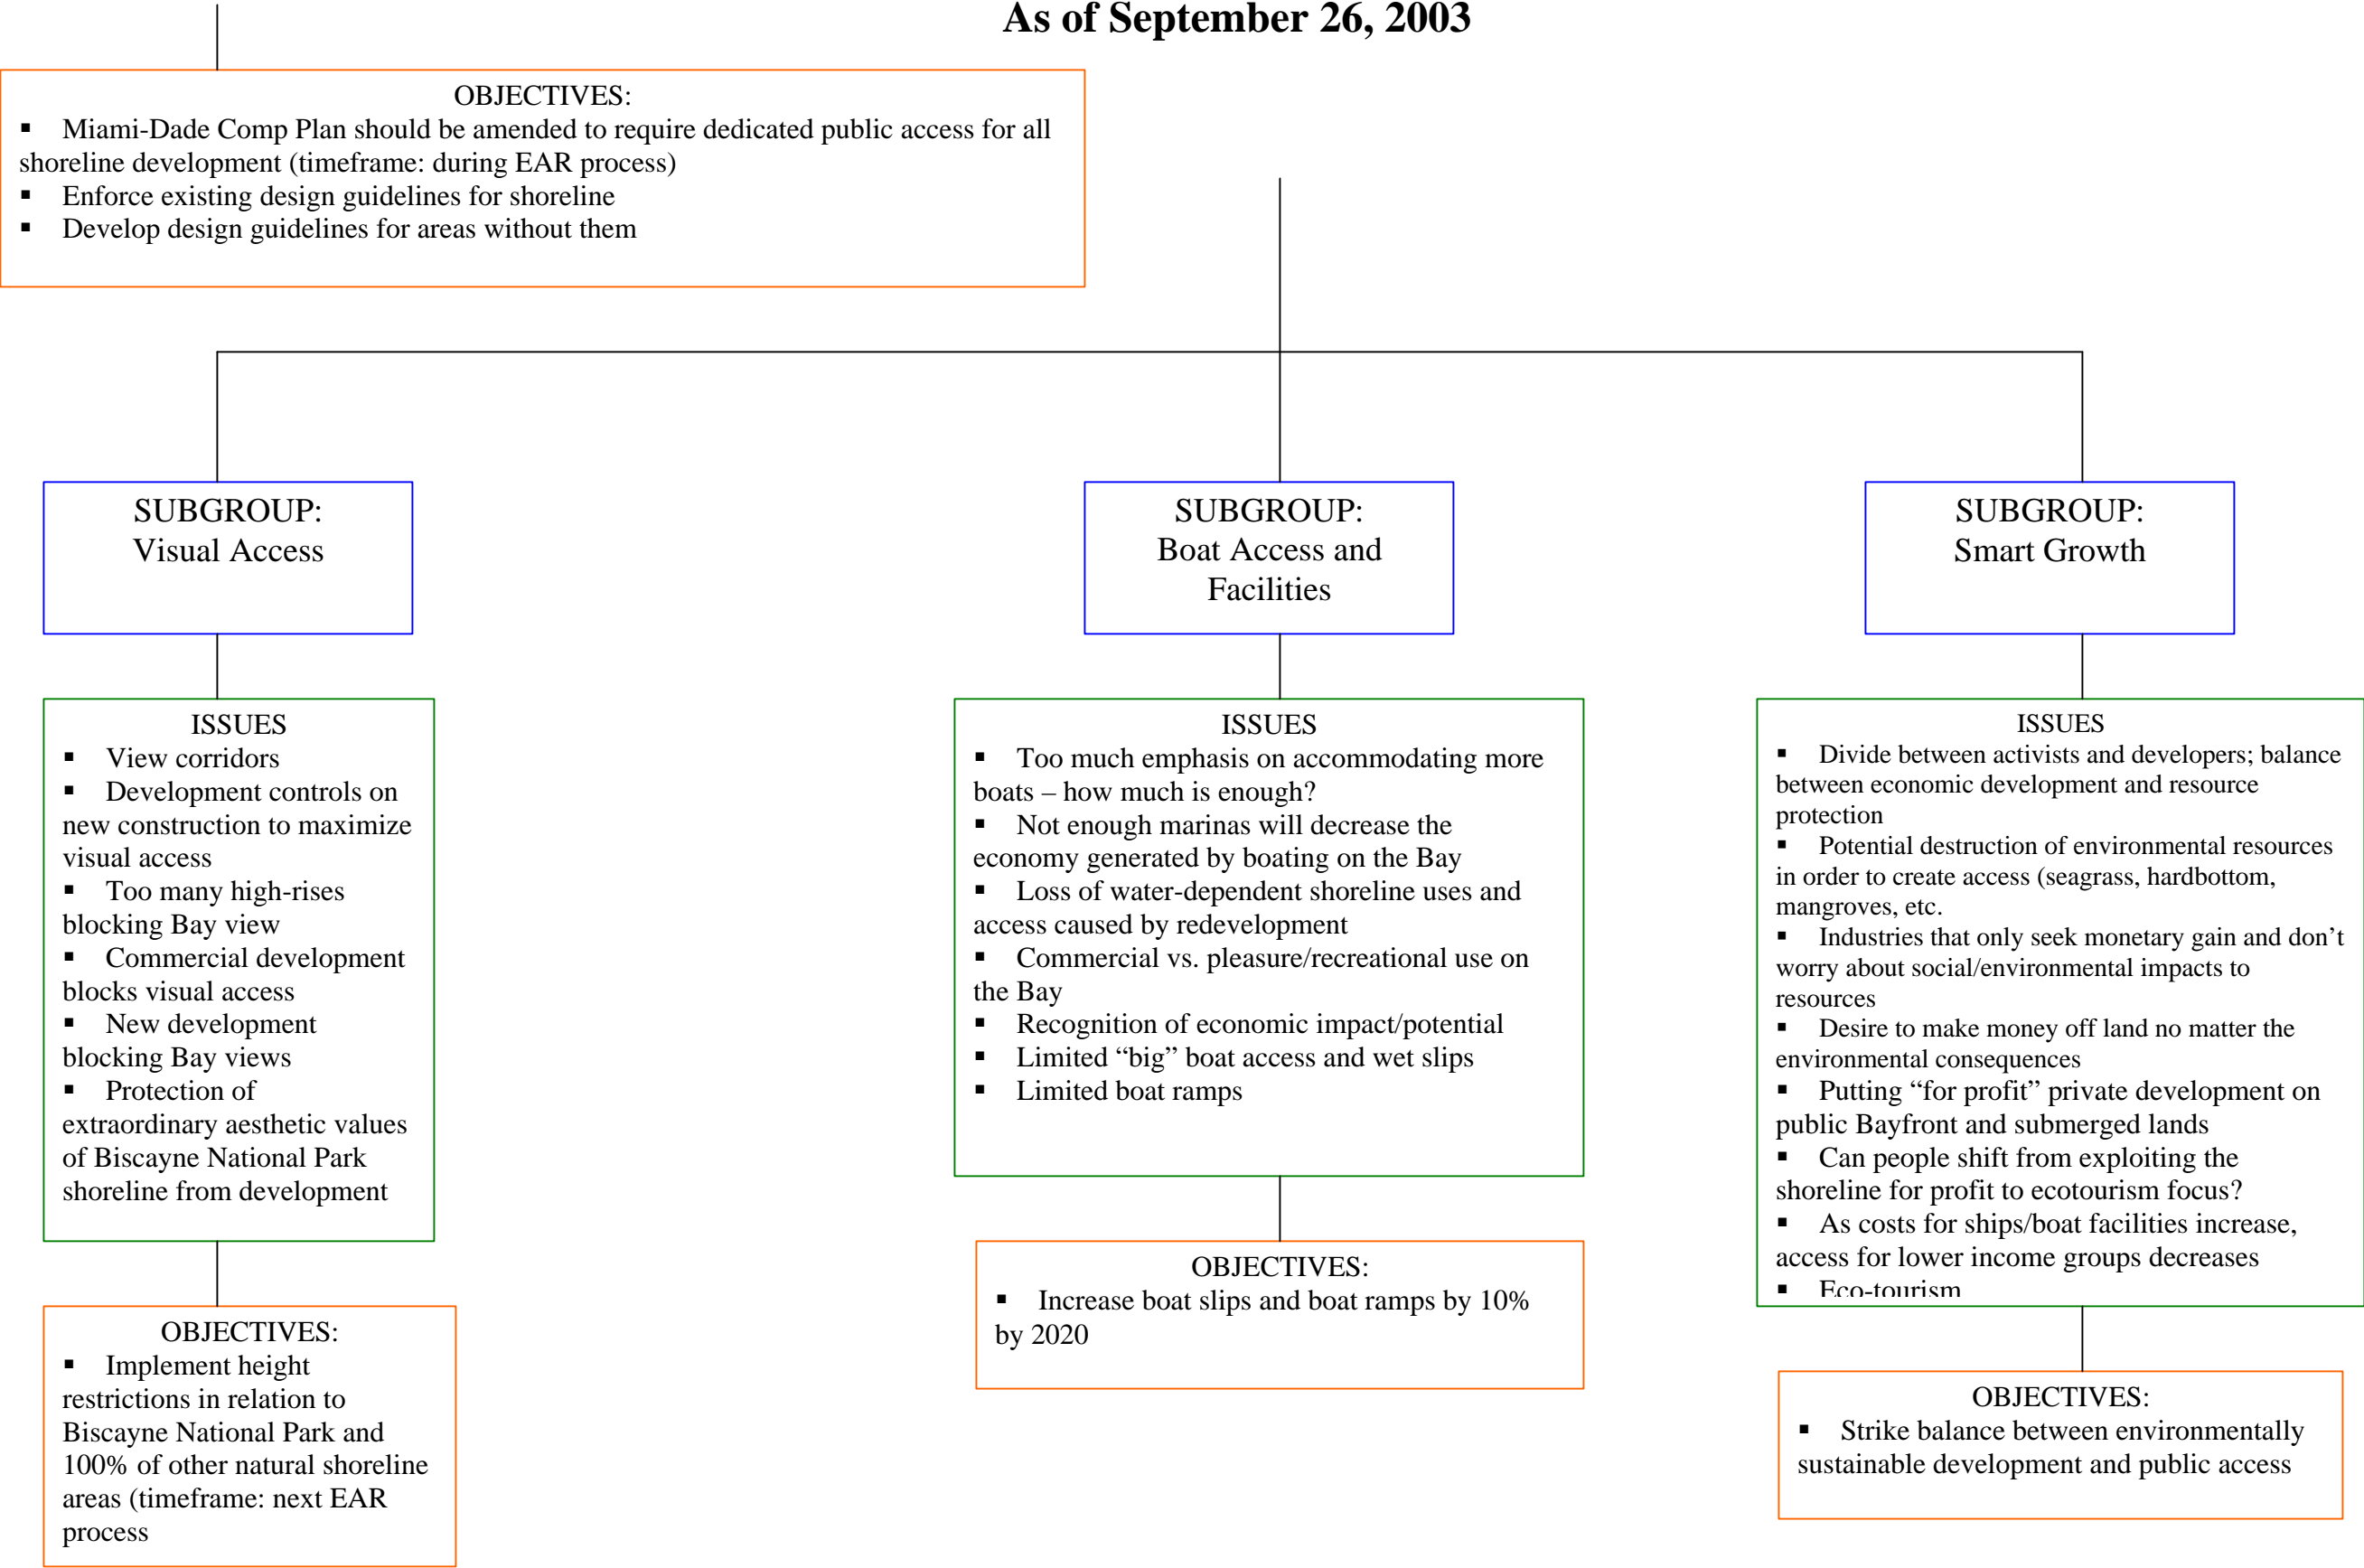 As of September 26, 2003
OBJECTIVES:
▪ Miami-Dade Comp Plan should be amended to require dedicated public access for all
shoreline development (timeframe: during EAR process)
▪ Enforce existing design guidelines for shoreline
▪ Develop design guidelines for areas without them
SUBGROUP:
Visual Access
ISSUES
▪ View corridors
▪ Development controls on
new construction to maximize
visual access
▪ Too many high-rises
blocking Bay view
▪ Commercial development
blocks visual access
▪ New development
blocking Bay views
▪ Protection of
extraordinary aesthetic values
of Biscayne National Park
shoreline from development
OBJECTIVES:
▪ Implement height
restrictions in relation to
Biscayne National Park and
100% of other natural shoreline
areas (timeframe: next EAR
process
SUBGROUP:
Boat Access and
Facilities
ISSUES
▪ Too much emphasis on accommodating more
boats – how much is enough?
▪ Not enough marinas will decrease the
economy generated by boating on the Bay
▪ Loss of water-dependent shoreline uses and
access caused by redevelopment
▪ Commercial vs. pleasure/recreational use on
the Bay
▪ Recognition of economic impact/potential
▪ Limited “big” boat access and wet slips
▪ Limited boat ramps
OBJECTIVES:
▪ Increase boat slips and boat ramps by 10%
by 2020
SUBGROUP:
Smart Growth
ISSUES
▪ Divide between activists and developers; balance
between economic development and resource
protection
▪ Potential destruction of environmental resources
in order to create access (seagrass, hardbottom,
mangroves, etc.
▪ Industries that only seek monetary gain and don’t
worry about social/environmental impacts to
resources
▪ Desire to make money off land no matter the
environmental consequences
▪ Putting “for profit” private development on
public Bayfront and submerged lands
▪ Can people shift from exploiting the
shoreline for profit to ecotourism focus?
▪ As costs for ships/boat facilities increase,
access for lower income groups decreases
▪ Eco-tourism
OBJECTIVES:
▪ Strike balance between environmentally
sustainable development and public access